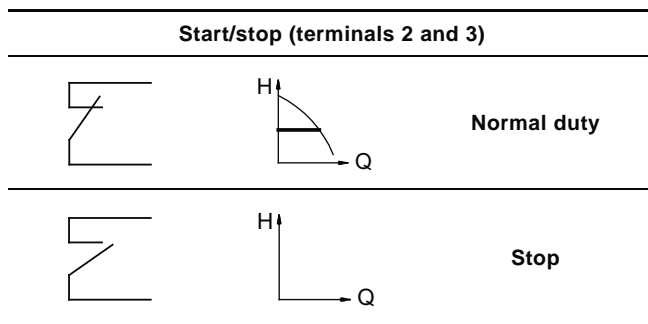 Start/stop (terminals 2 and 3)
H
Q
Normal duty
H
Q
Stop